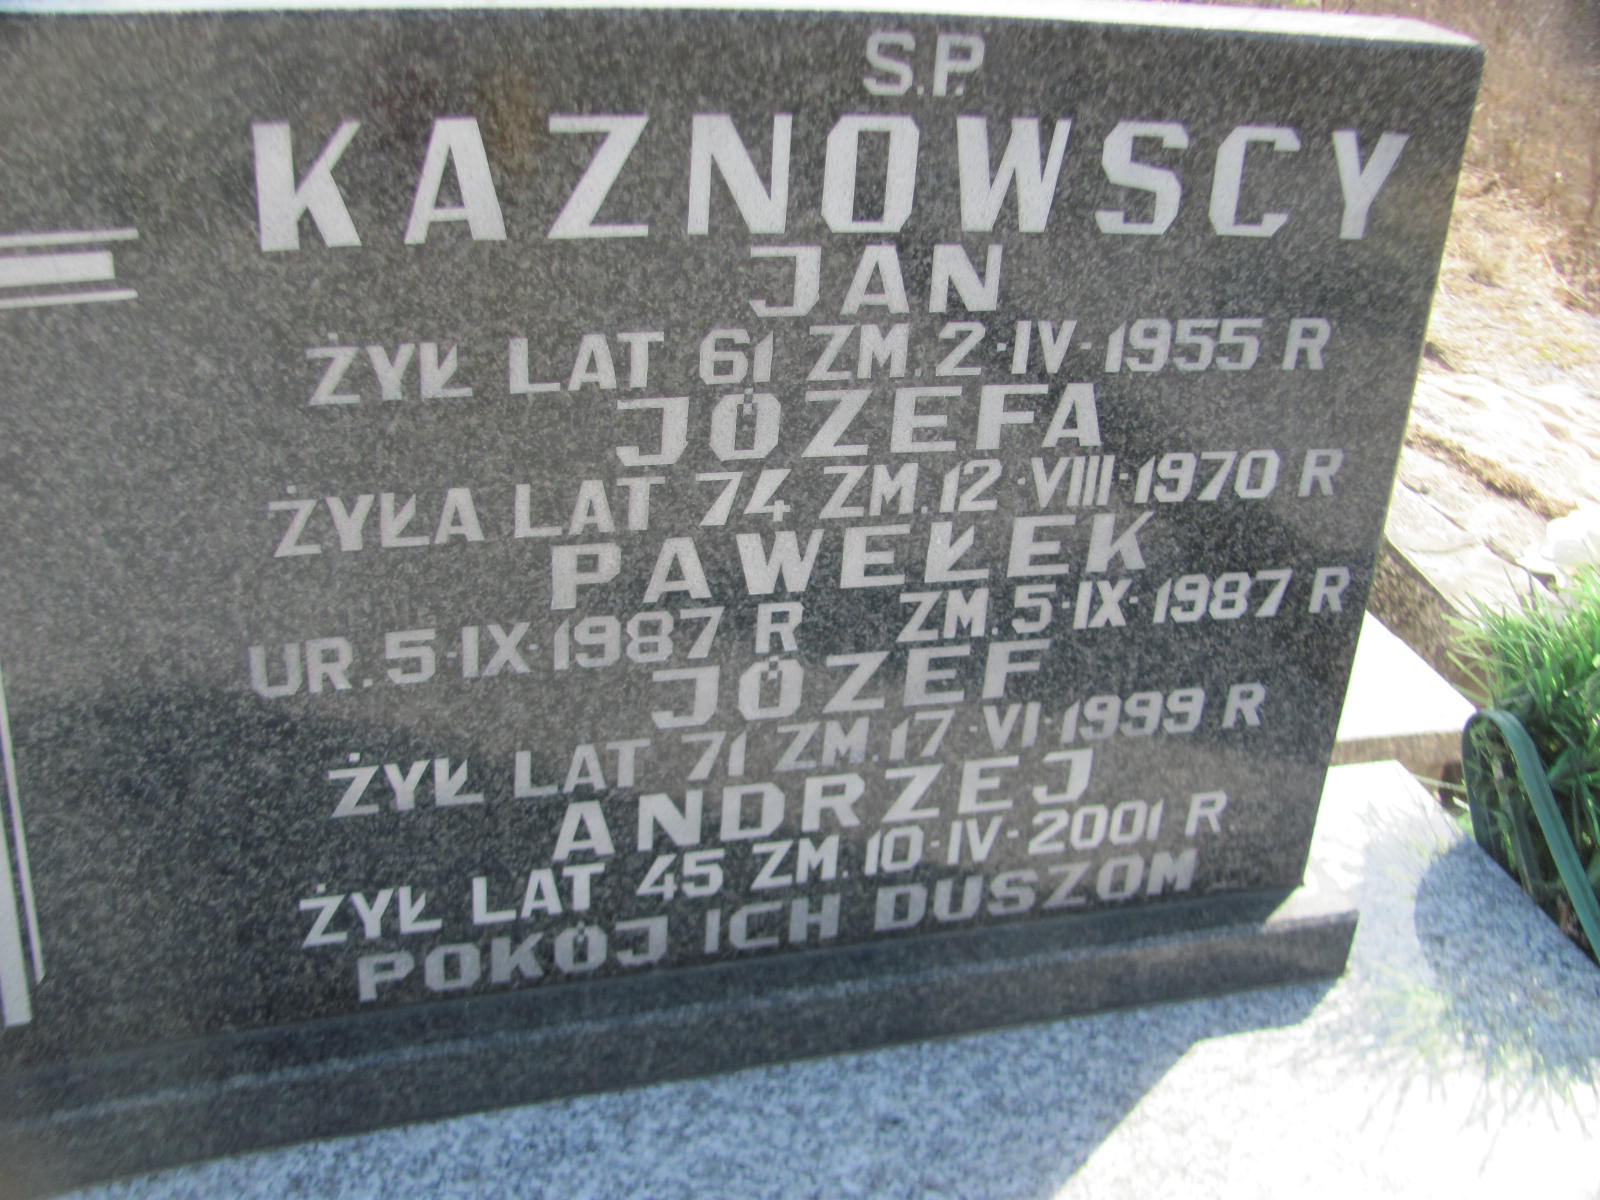 S.P.
KAZNOWSCY
JAN
ŻYŁ LAT 61 ZM. 2·IV·1955 R
JÓZEFA
ŻYŁA LAT 74 ZM. 12·VIII·1970 R
PAWEŁEK
UR. 5·IX·1987 R ZM. 5·IX·1987 R
JÓZEF
ŻYŁ LAT 71 ZM. 17·VI·1999 R
ANDRZEJ
ŻYŁ LAT 45 ZM. 10·IV·2001 R
POKÓJ ICH DUSZOM